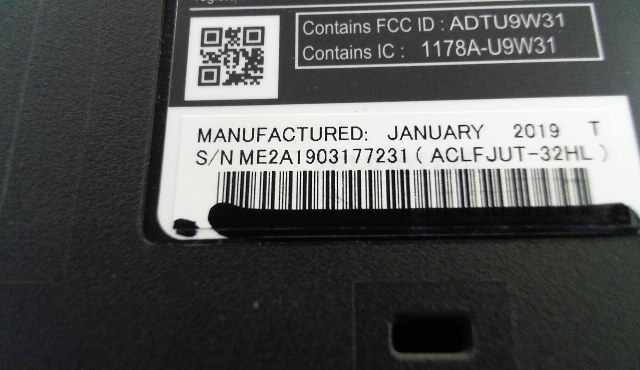 Contains FCC ID : ADTU9W31
Contains IC : 1178A-U9W31
MANUFACTURED: JANUARY 2019 T
S/N ME2A1903177231 ( ACLFJUT-32HL )